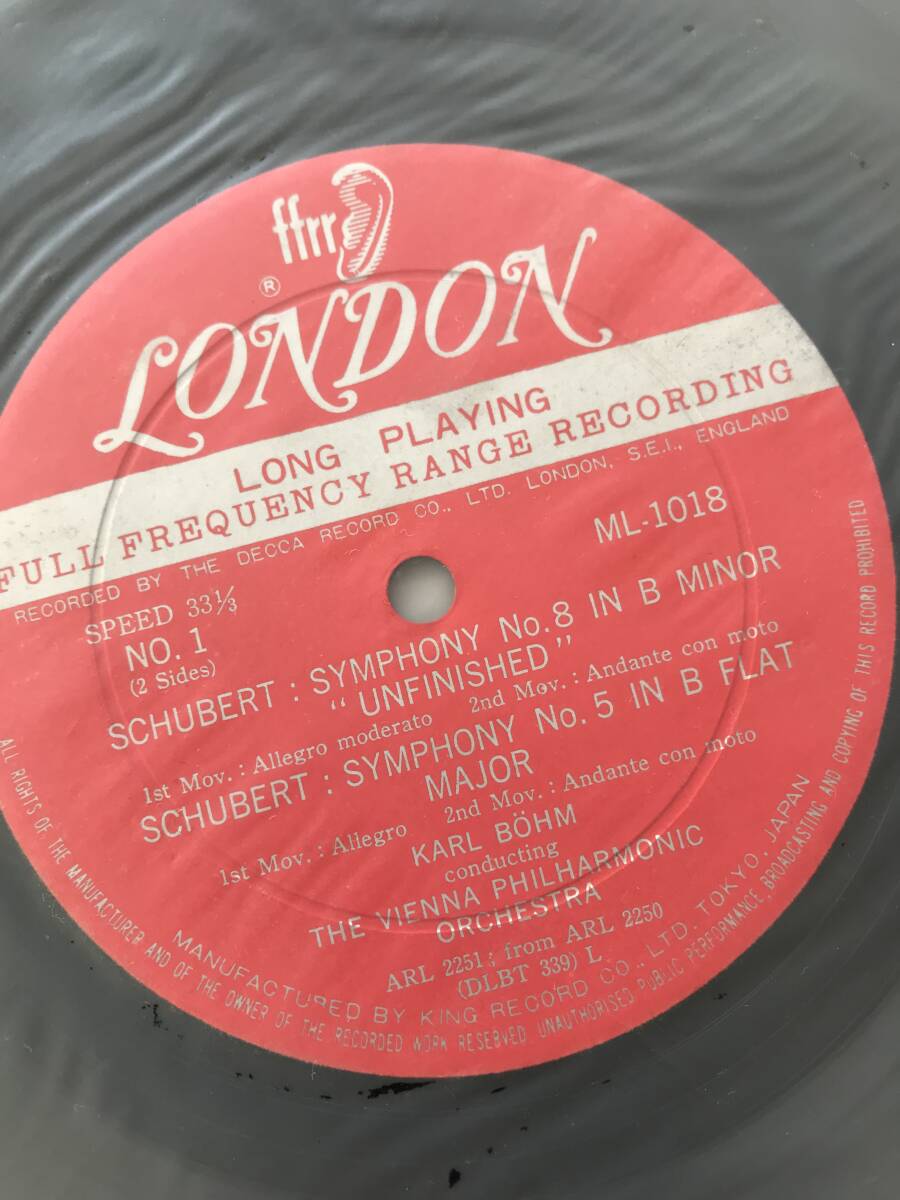 ffrr
®
LONDON
LONG PLAYING
FULL FREQUENCY RANGE RECORDING
RECORDED BY THE DECCA RECORD CO., LTD. LONDON, S.E.I., ENGLAND
SPEED 33⅓
ML-1018
NO. 1
(2 Sides)
SCHUBERT : SYMPHONY No. 8 IN B MINOR
“ UNFINISHED ”
1st Mov. : Allegro moderato 2nd Mov. : Andante con moto
SCHUBERT : SYMPHONY No. 5 IN B FLAT
MAJOR
1st Mov. : Allegro 2nd Mov. : Andante con moto
KARL BÖHM
conducting
THE VIENNA PHILHARMONIC
ORCHESTRA
ARL 2251 ; from ARL 2250
(DLBT 339) L
MANUFACTURED BY KING RECORD CO., LTD. TOKYO, JAPAN
ALL RIGHTS OF THE MANUFACTURER AND OF THE OWNER OF THE RECORDED WORK RESERVED UNAUTHORISED PUBLIC PERFORMANCE, BROADCASTING AND COPYING OF THIS RECORD PROHIBITED